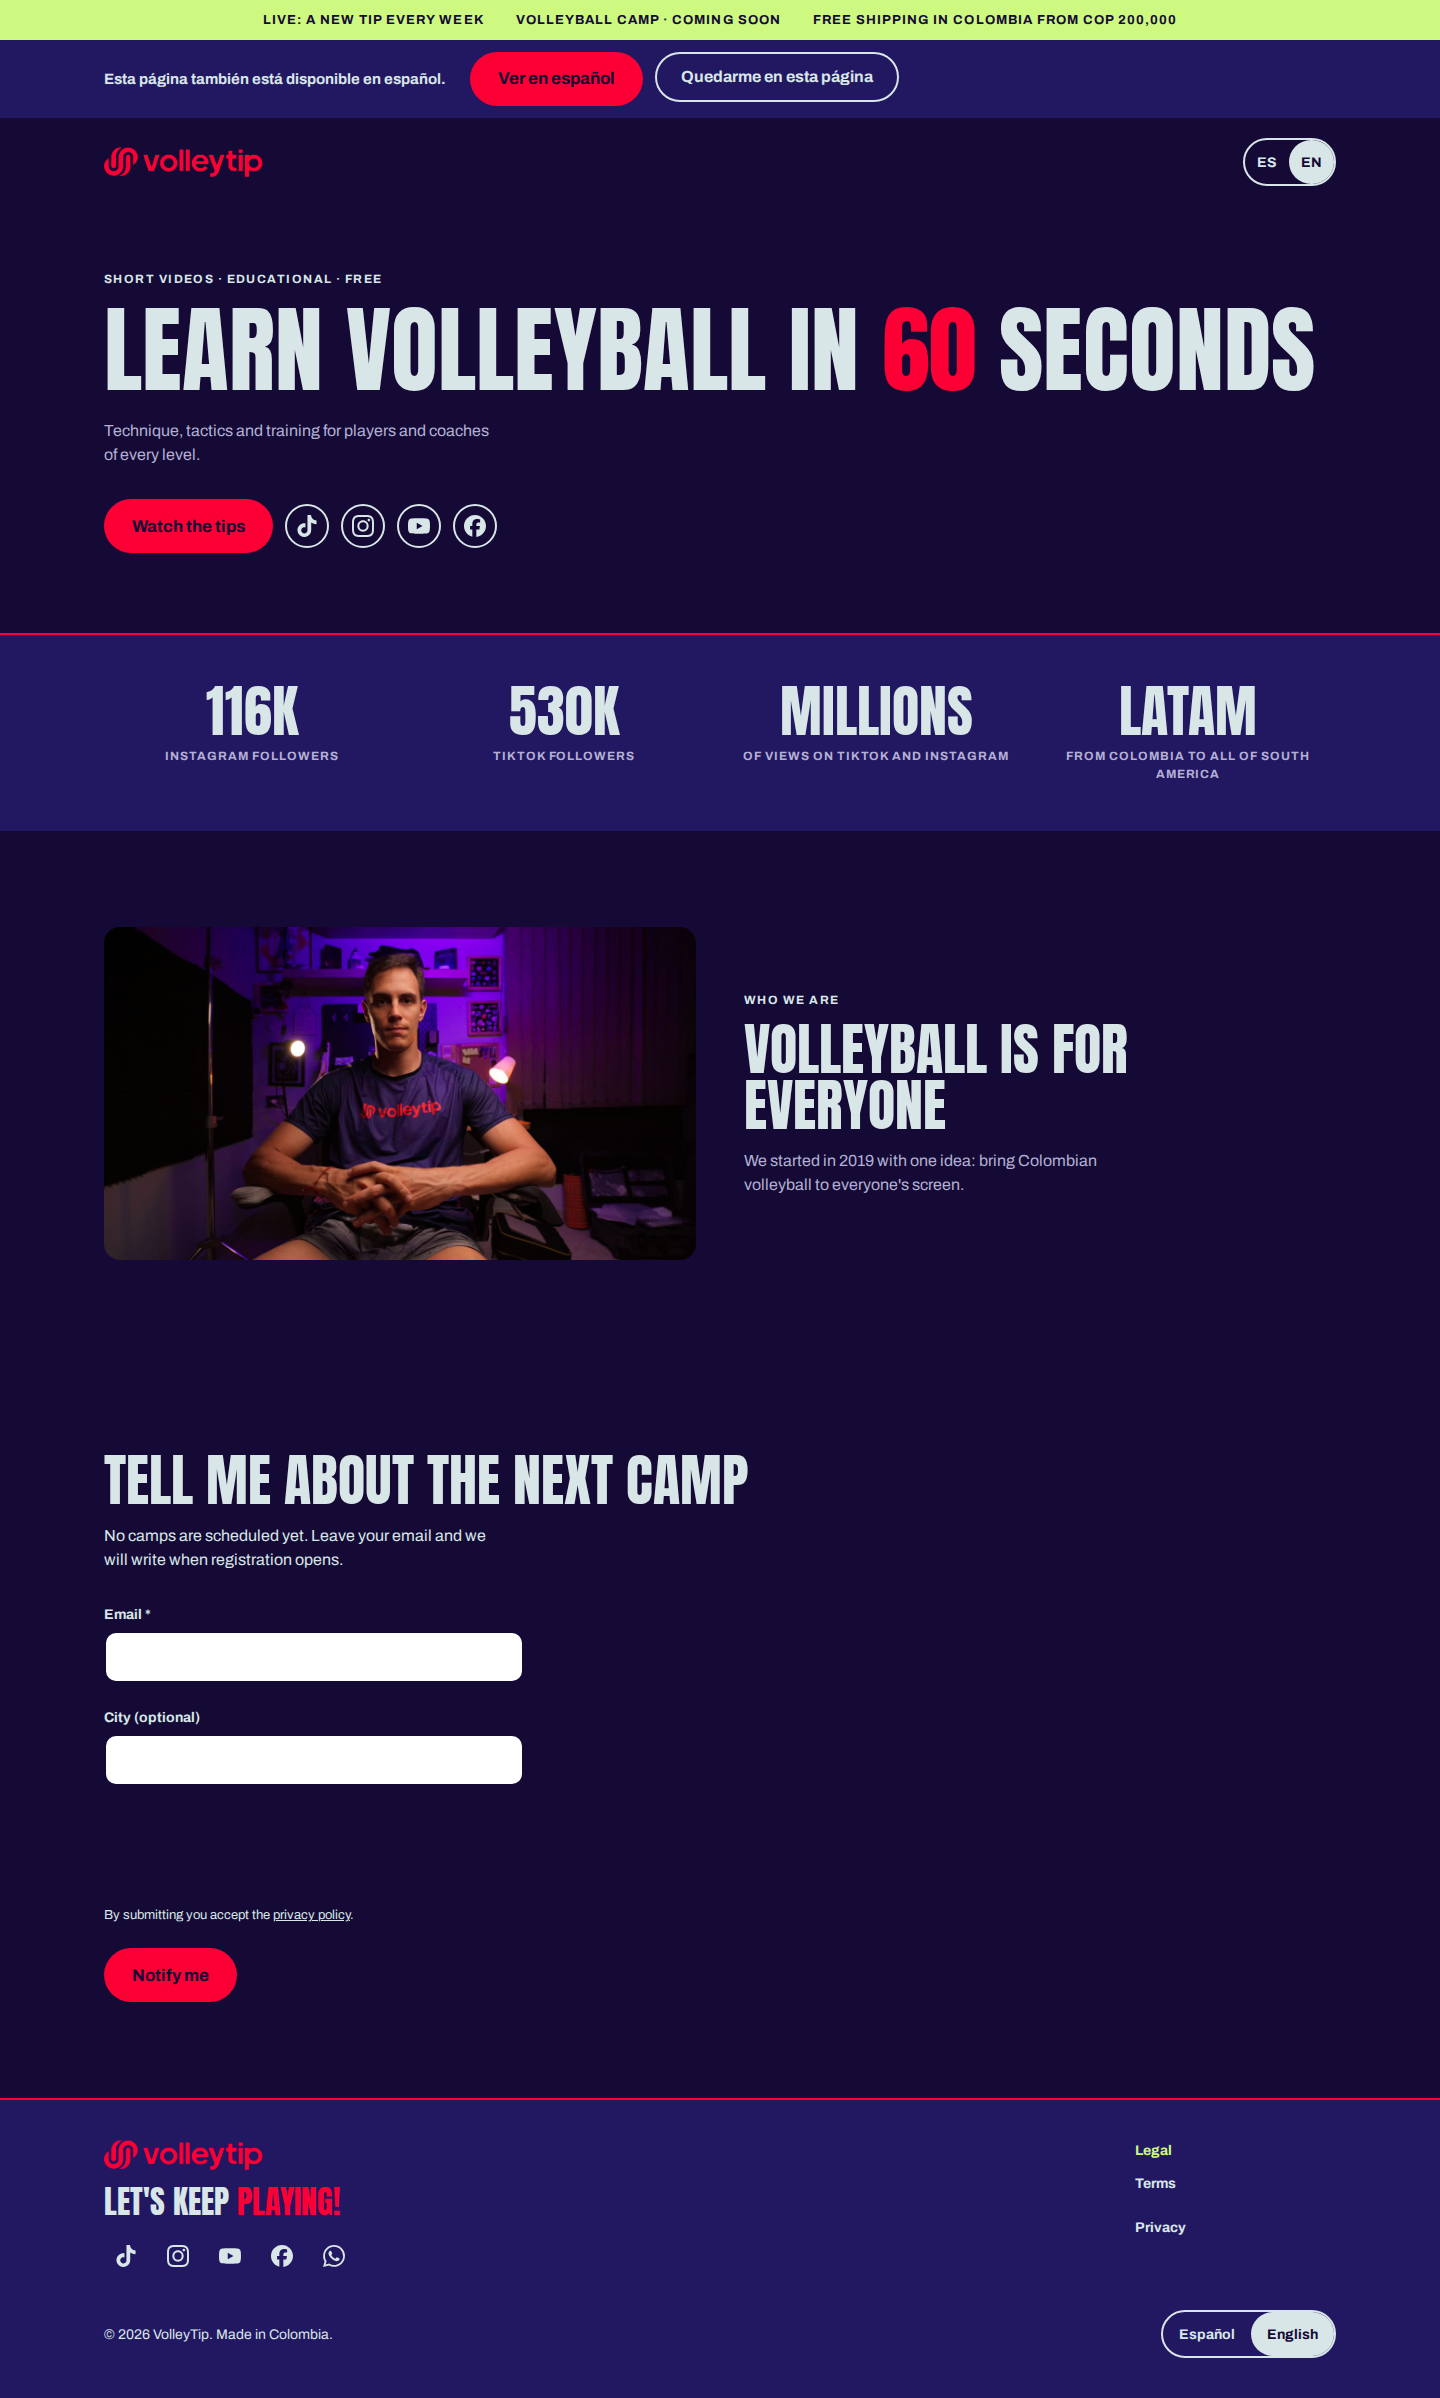 LIVE: A NEW TIP EVERY WEEK VOLLEYBALL CAMP · COMING SOON FREE SHIPPING IN COLOMBIA FROM COP 200,000
Esta página también está disponible en español. Ver en español Quedarme en esta página
volleytip ES EN
SHORT VIDEOS · EDUCATIONAL · FREE
LEARN VOLLEYBALL IN 60 SECONDS
Technique, tactics and training for players and coaches
of every level.
Watch the tips
116K
INSTAGRAM FOLLOWERS
530K
TIKTOK FOLLOWERS
MILLIONS
OF VIEWS ON TIKTOK AND INSTAGRAM
LATAM
FROM COLOMBIA TO ALL OF SOUTH
AMERICA
volleytip
WHO WE ARE
VOLLEYBALL IS FOR
EVERYONE
We started in 2019 with one idea: bring Colombian
volleyball to everyone's screen.
TELL ME ABOUT THE NEXT CAMP
No camps are scheduled yet. Leave your email and we
will write when registration opens.
Email *
City (optional)
By submitting you accept the privacy policy.
Notify me
volleytip
LET'S KEEP PLAYING!
Legal
Terms
Privacy
© 2026 VolleyTip. Made in Colombia.
Español English